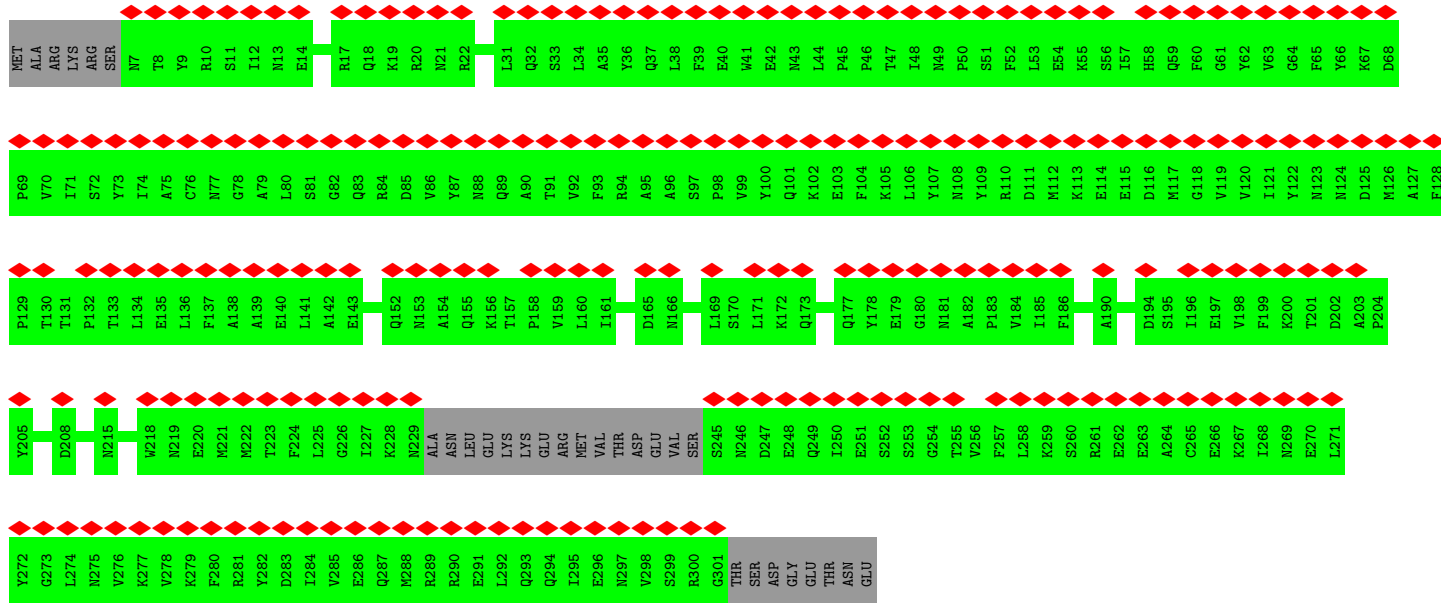 MET ALA ARG LYS ARG SER N7 T8 Y9 R10 S11 I12 N13 E14 R17 Q18 K19 R20 N21 R22 L31 Q32 S33 L34 A35 Y36 Q37 L38 F39 E40 W41 E42 N43 L44 P45 P46 T47 I48 N49 P50 S51 F52 L53 E54 K55 S56 I57 H58 Q59 F60 G61 Y62 V63 G64 F65 Y66 K67 D68
P69 V70 I71 S72 Y73 I74 A75 C76 N77 G78 A79 L80 S81 G82 Q83 R84 D85 V86 Y87 N88 Q89 A90 T91 V92 F93 R94 A95 A96 S97 P98 V99 Y100 Q101 K102 E103 F104 K105 L106 Y107 N108 Y109 R110 D111 M112 K113 E114 E115 D116 M117 G118 V119 V120 I121 Y122 N123 N124 D125 M126 A127 F128
P129 T130 T131 P132 T133 L134 E135 L136 F137 A138 A139 E140 L141 A142 E143 Q152 N153 A154 Q155 K156 T157 P158 V159 L160 I161 D165 N166 L169 S170 L171 K172 Q173 Q177 Y178 E179 G180 N181 A182 P183 V184 I185 F186 A190 D194 S195 I196 E197 V198 F199 K200 T201 D202 A203 P204
Y205 D208 N215 W218 N219 E220 M221 M222 T223 F224 L225 G226 I227 K228 N229 ALA ASN LEU GLU LYS LYS GLU ARG MET VAL THR ASP GLU VAL SER S245 N246 D247 E248 Q249 I250 E251 S252 S253 G254 T255 V256 F257 L258 K259 S260 R261 E262 E263 A264 C265 E266 K267 I268 N269 E270 L271
Y272 G273 L274 N275 V276 K277 V278 K279 F280 R281 Y282 D283 I284 V285 E286 Q287 M288 R289 R290 E291 L292 Q293 Q294 I295 E296 N297 V298 S299 R300 G301 THR SER ASP GLY GLU THR ASN GLU